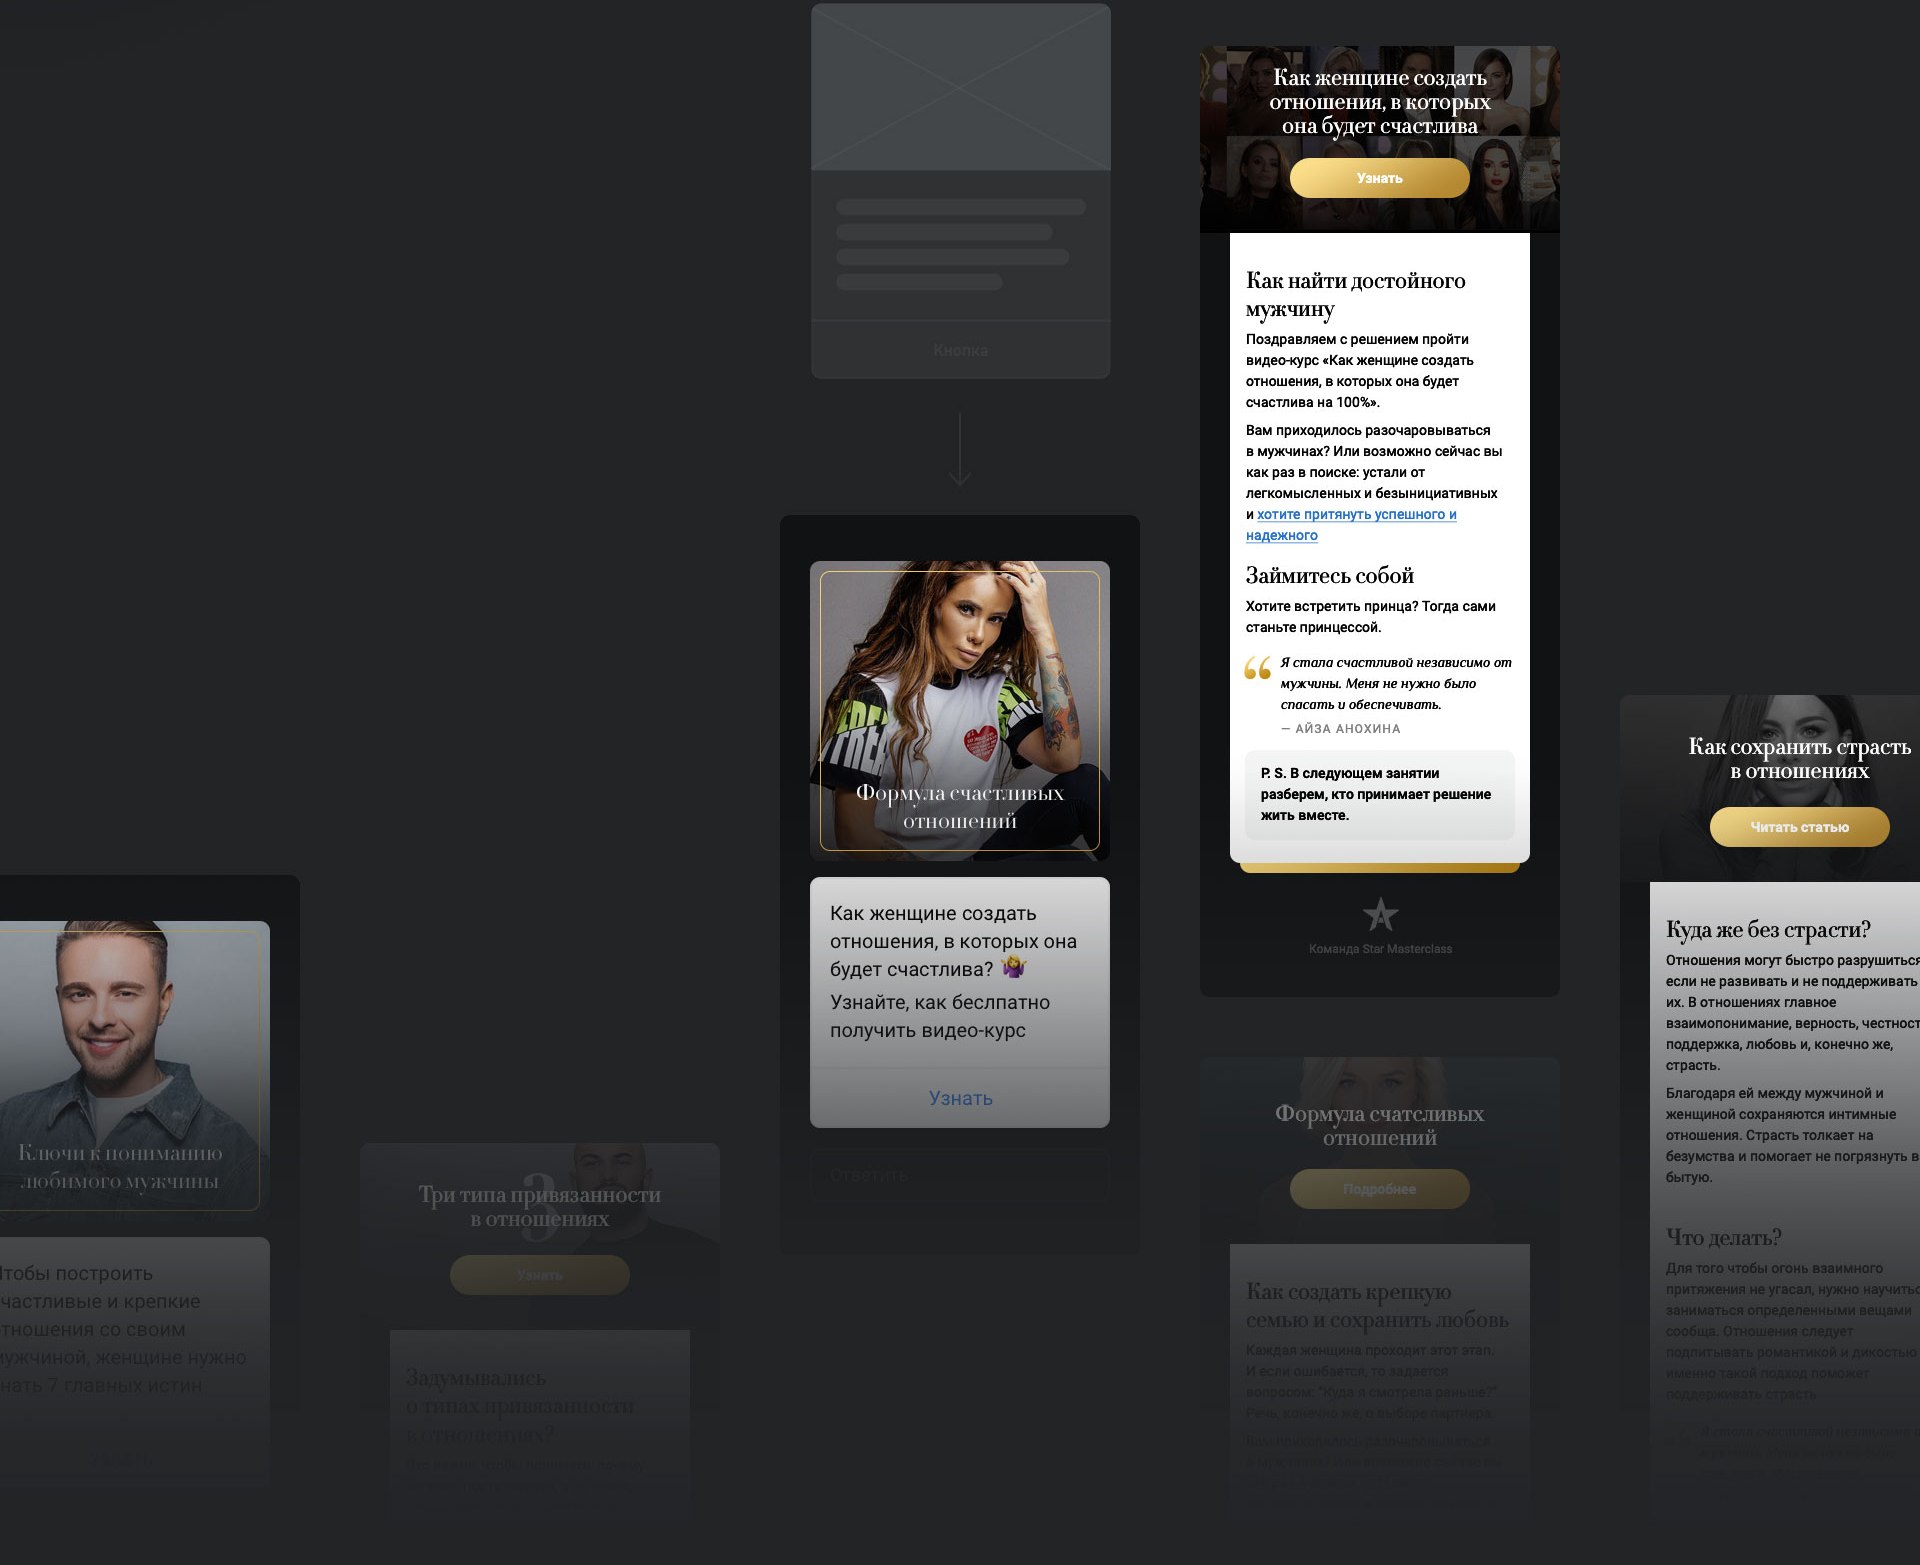 Кнопка
Как женщине создать
отношения, в которых
она будет счастлива
Узнать
Как найти достойного
мужчину
Поздравляем с решением пройти
видео-курс «Как женщине создать
отношения, в которых она будет
счастлива на 100%».
Вам приходилось разочаровываться
в мужчинах? Или возможно сейчас вы
как раз в поиске: устали от
легкомысленных и безынициативных
и хотите притянуть успешного и
надежного
Займитесь собой
Хотите встретить принца? Тогда сами
станьте принцессой.
Я стала счастливой независимо от
мужчины. Меня не нужно было
спасать и обеспечивать.
— АЙЗА АНОХИНА
P. S. В следующем занятии
разберем, кто принимает решение
жить вместе.
Команда Star Masterclass
FREE
Формула счастливых
отношений
Как женщине создать
отношения, в которых она
будет счастлива? 🤷‍♀️
Узнайте, как беслпатно
получить видео-курс
Узнать
Ответить
Ключи к пониманию
любимого мужчины
Чтобы построить
счастливые и крепкие
отношения со своим
мужчиной, женщине нужно
знать 7 главных истин
3
Три типа привязанности
в отношениях
Узнать
Задумывались
о типах привязанности
в отношениях?
Формула счатсливых
отношений
Подробнее
Как создать крепкую
семью и сохранить любовь
Каждая женщина проходит этот этап.
И если ошибается, то задается
вопросом: "Куда я смотрела раньше?"
Речь, конечно же, о выборе партнера.
Как сохранить страсть
в отношениях
Читать статью
Куда же без страсти?
Отношения могут быстро разрушиться
если не развивать и не поддерживать
их. В отношениях главное
взаимопонимание, верность, честност
поддержка, любовь и, конечно же,
страсть.
Благодаря ей между мужчиной и
женщиной сохраняются интимные
отношения. Страсть толкает на
безумства и помогает не погрязнуть в
бытую.
Что делать?
Для того чтобы огонь взаимного
притяжения не угасал, нужно научитьс
заниматься определенными вещами
сообща. Отношения следует
подпитывать романтикой и дикостью
именно такой подход поможет
поддерживать страсть